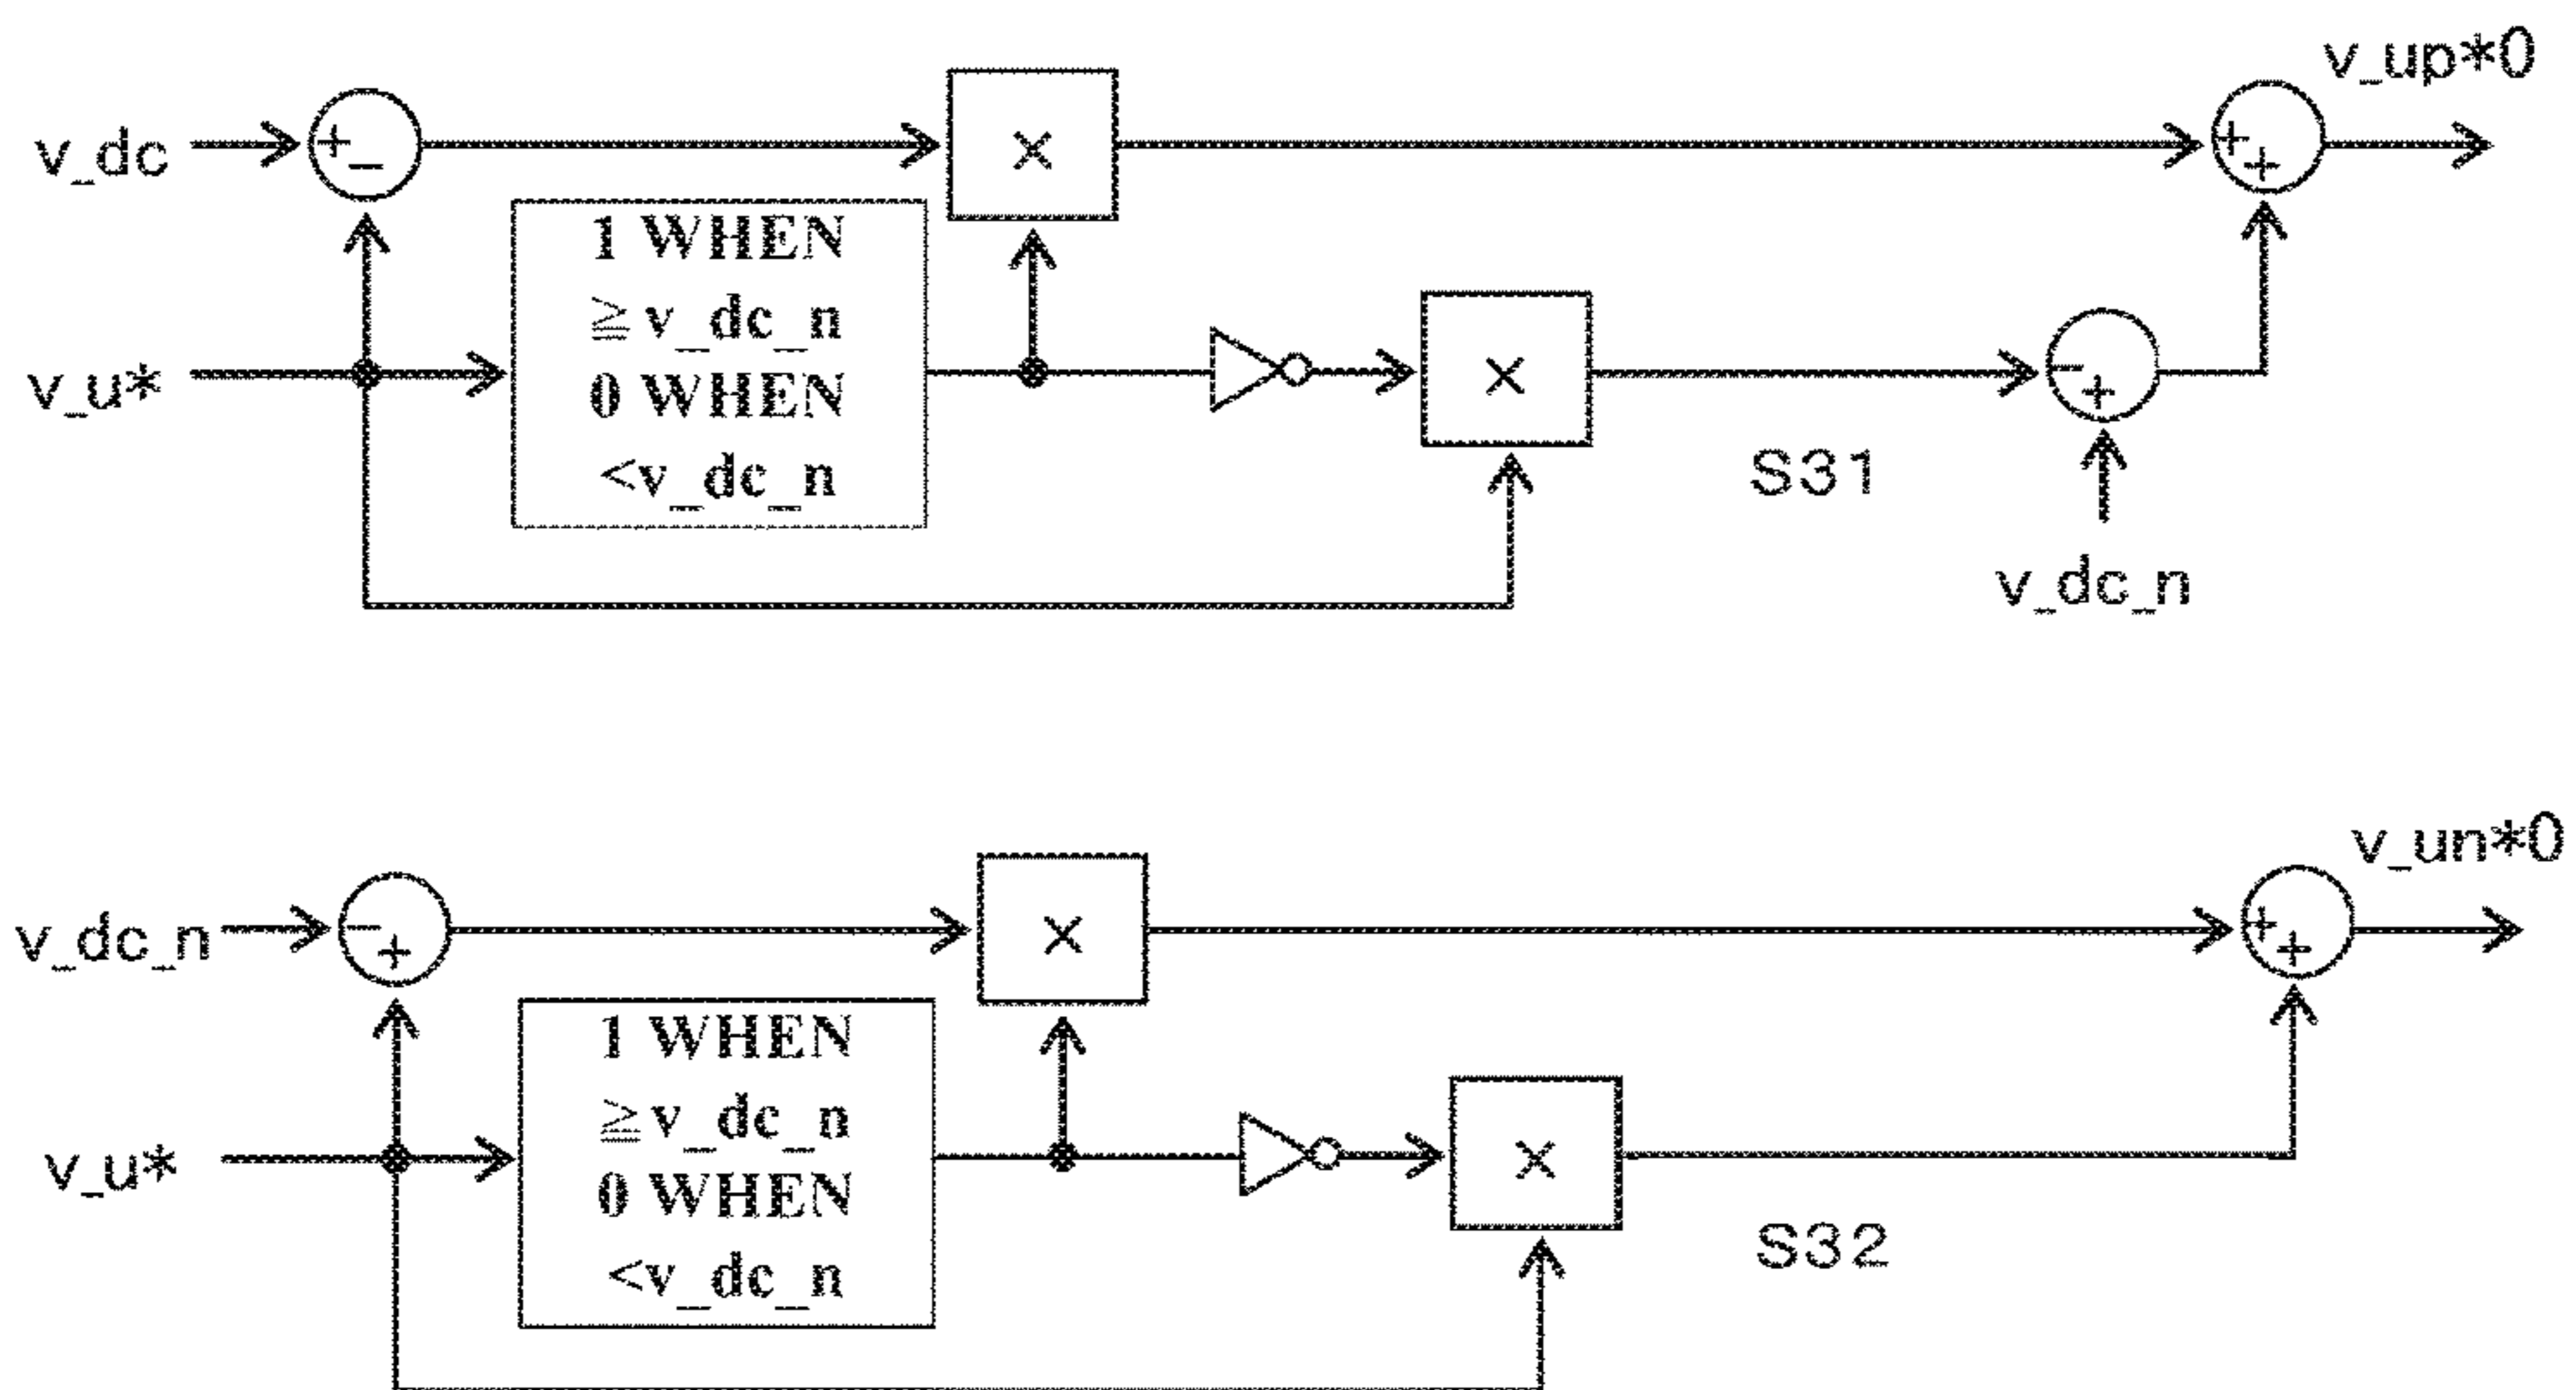 v_up*0
v_dc
+
−
×
+
+
1 WHEN
≧v_dc_n
0 WHEN
<v_dc_n
v_u*
×
−
+
S31
v_dc_n
v_un*0
v_dc_n
−
+
×
+
+
1 WHEN
≧v_dc_n
0 WHEN
<v_dc_n
v_u*
×
S32